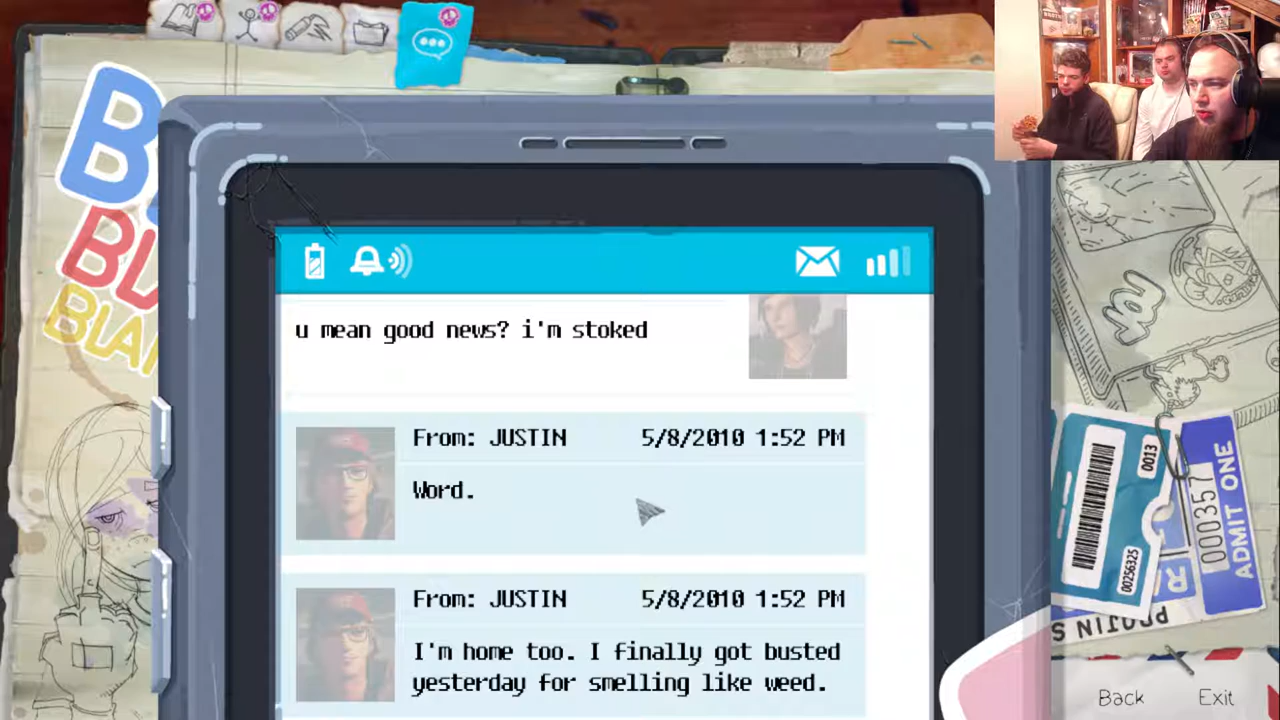 u mean good news? i'm stoked
From: JUSTIN 5/8/2010 1:52 PM
Word.
From: JUSTIN 5/8/2010 1:52 PM
I'm home too. I finally got busted
yesterday for smelling like weed.
0013
00256325
000357
ADMIT ONE
Back Exit